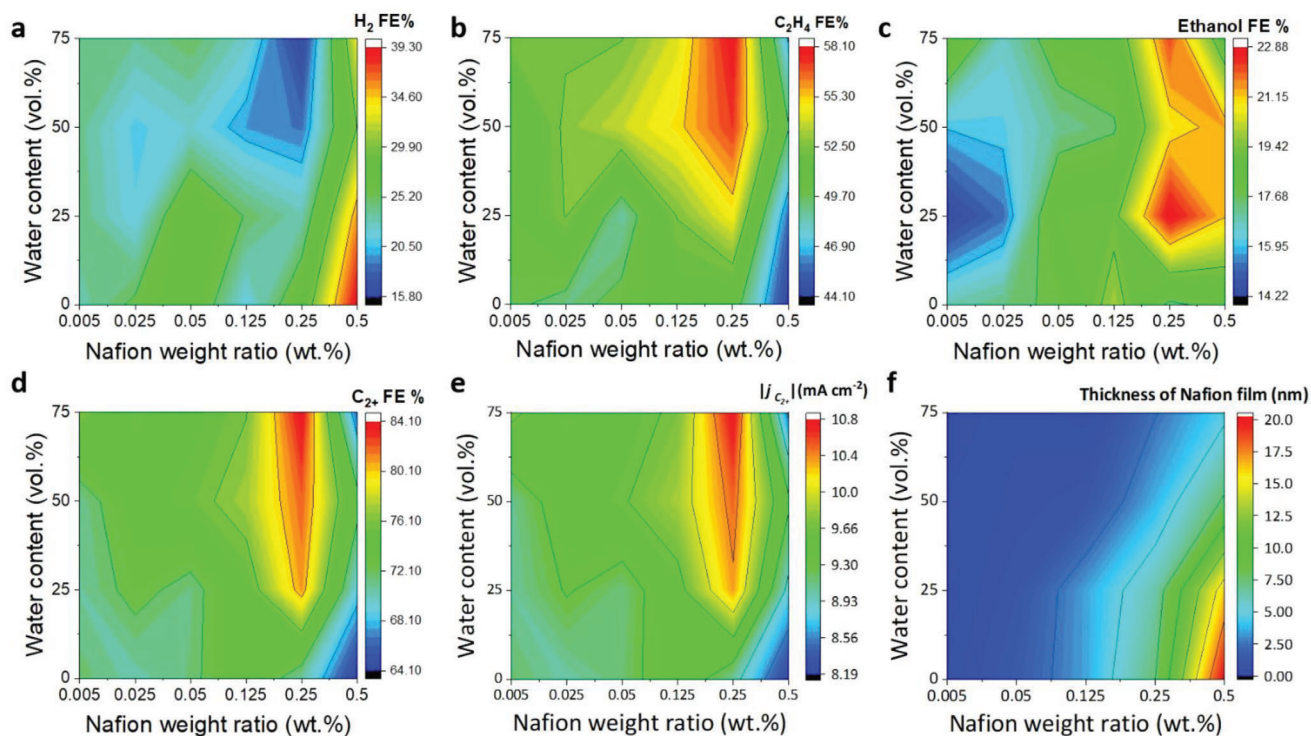 a
H₂ FE%
75
50
25
0
Water content (vol.%)
0.005 0.025 0.05 0.125 0.25 0.5
Nafion weight ratio (wt.%)
39.30
34.60
29.90
25.20
20.50
15.80
b
C₂H₄ FE%
75
50
25
0
Water content (vol.%)
0.005 0.025 0.05 0.125 0.25 0.5
Nafion weight ratio (wt.%)
58.10
55.30
52.50
49.70
46.90
44.10
c
Ethanol FE %
75
50
25
0
Water content (vol.%)
0.005 0.025 0.05 0.125 0.25 0.5
Nafion weight ratio (wt.%)
22.88
21.15
19.42
17.68
15.95
14.22
d
C₂₊ FE %
75
50
25
0
Water content (vol.%)
0.005 0.025 0.05 0.125 0.25 0.5
Nafion weight ratio (wt.%)
84.10
80.10
76.10
72.10
68.10
64.10
e
|j C₂₊| (mA cm⁻²)
75
50
25
0
Water content (vol.%)
0.005 0.025 0.05 0.125 0.25 0.5
Nafion weight ratio (wt.%)
10.8
10.4
10.0
9.66
9.30
8.93
8.56
8.19
f
Thickness of Nafion film (nm)
75
50
25
0
Water content (vol.%)
0.005 0.05 0.125 0.25 0.5
Nafion weight ratio (wt.%)
20.0
17.5
15.0
12.5
10.0
7.50
5.00
2.50
0.00